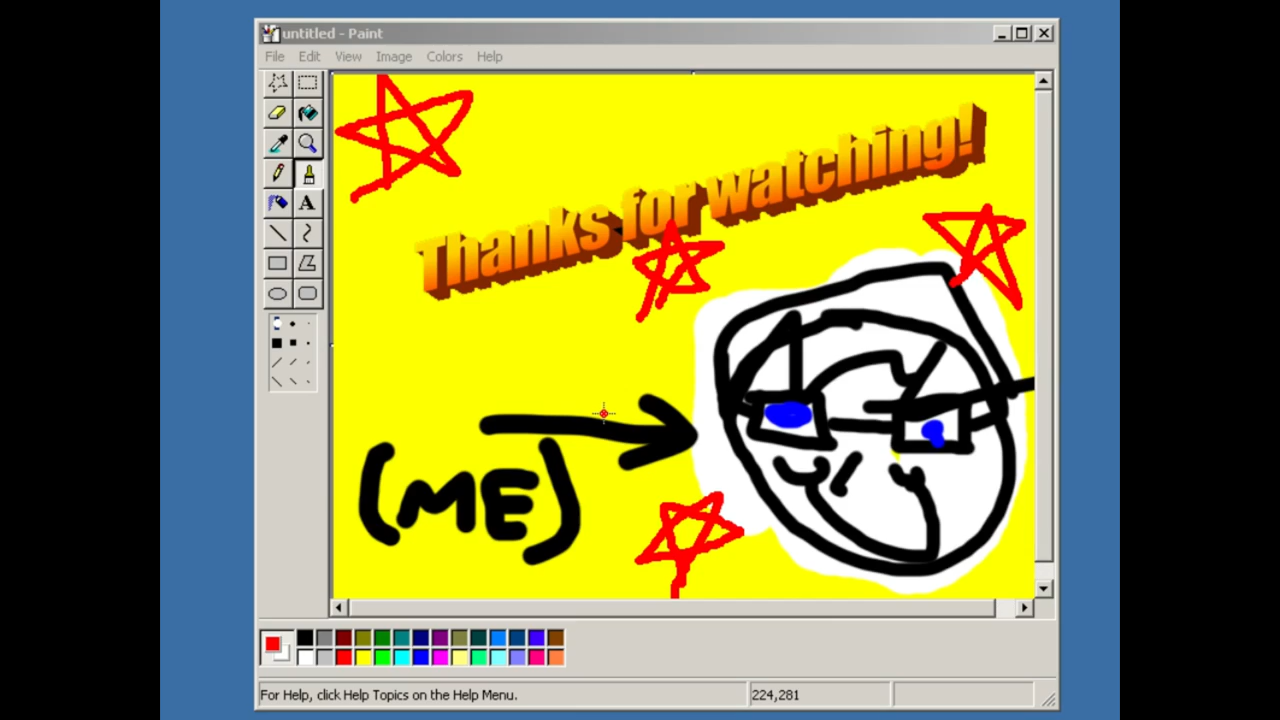 untitled - Paint
File Edit View Image Colors Help
A
Thanks for watching!
(ME)
For Help, click Help Topics on the Help Menu.
224,281